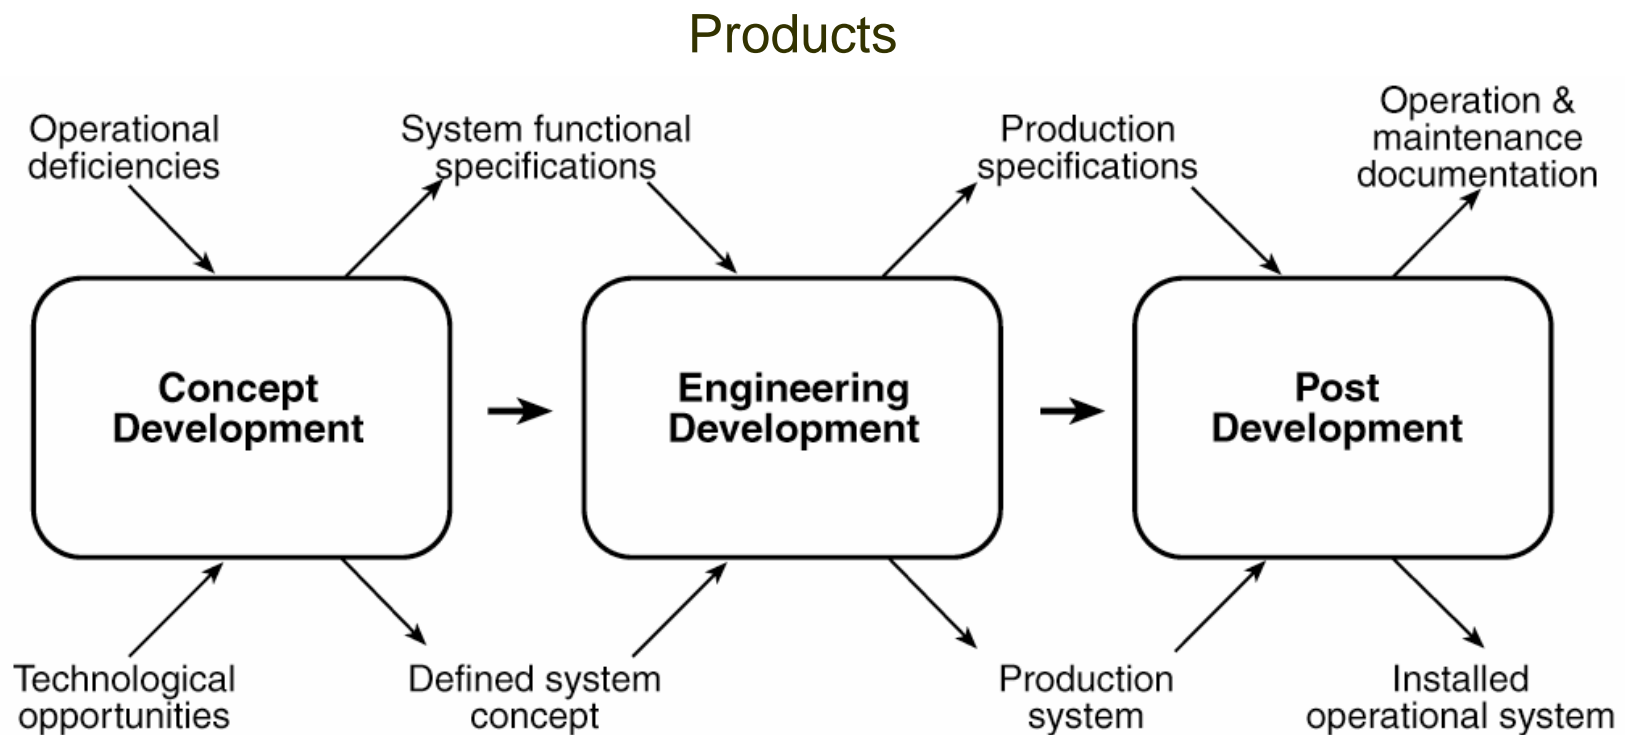 Products
Operational
deficiencies
System functional
specifications
Production
specifications
Operation &
maintenance
documentation
Concept
Development
Engineering
Development
Post
Development
Technological
opportunities
Defined system
concept
Production
system
Installed
operational system